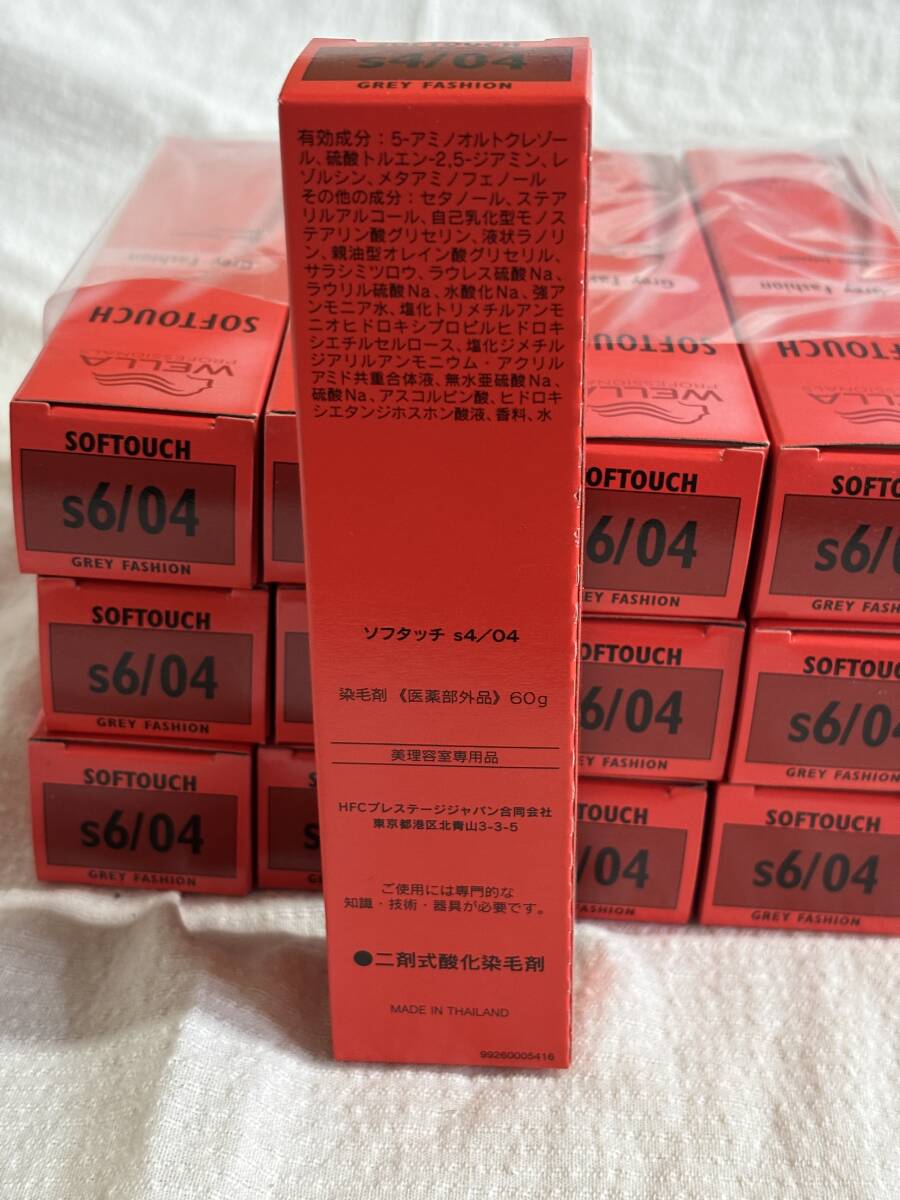 s4/04
GREY FASHION
有効成分：5-アミノオルトクレゾー
ル、硫酸トルエン-2,5-ジアミン、レ
ゾルシン、メタアミノフェノール
その他の成分：セタノール、ステア
リルアルコール、自己乳化型モノス
テアリン酸グリセリン、液状ラノリ
ン、親油型オレイン酸グリセリル、
サラシミツロウ、ラウレス硫酸Na、
ラウリル硫酸Na、水酸化Na、強ア
ンモニア水、塩化トリメチルアンモ
ニオヒドロキシプロピルヒドロキ
シエチルセルロース、塩化ジメチル
ジアリルアンモニウム・アクリル
アミド共重合体液、無水亜硫酸Na、
硫酸Na、アスコルビン酸、ヒドロキ
シエタンジホスホン酸液、香料、水
ソフタッチ s4/04
染毛剤《医薬部外品》60g
美理容室専用品
HFCプレステージジャパン合同会社
東京都港区北青山3-3-5
ご使用には専門的な
知識・技術・器具が必要です。
●二剤式酸化染毛剤
MADE IN THAILAND
99260005416
Grey Fashion
SOFTOUCH
WELLA
PROFESSIONALS
SOFTOUCH
s6/04
GREY FASHION
SOFTOUCH
s6/04
GREY FASHION
SOFTOUCH
s6/04
GREY FASHION
SOFTOUCH
WELLA
PROFESSIONALS
SOFTOUCH
6/04
GREY FASHION
SOFTOUCH
6/04
GREY FASHION
SOFTOUCH
/04
FASHION
Grey Fashion
SOFTOUCH
WELLA
PROFESSIONALS
SOFTO
s6/0
GREY FASHIO
SOFTOUC
s6/04
GREY FASHION
SOFTOUCH
s6/04
GREY FASHION